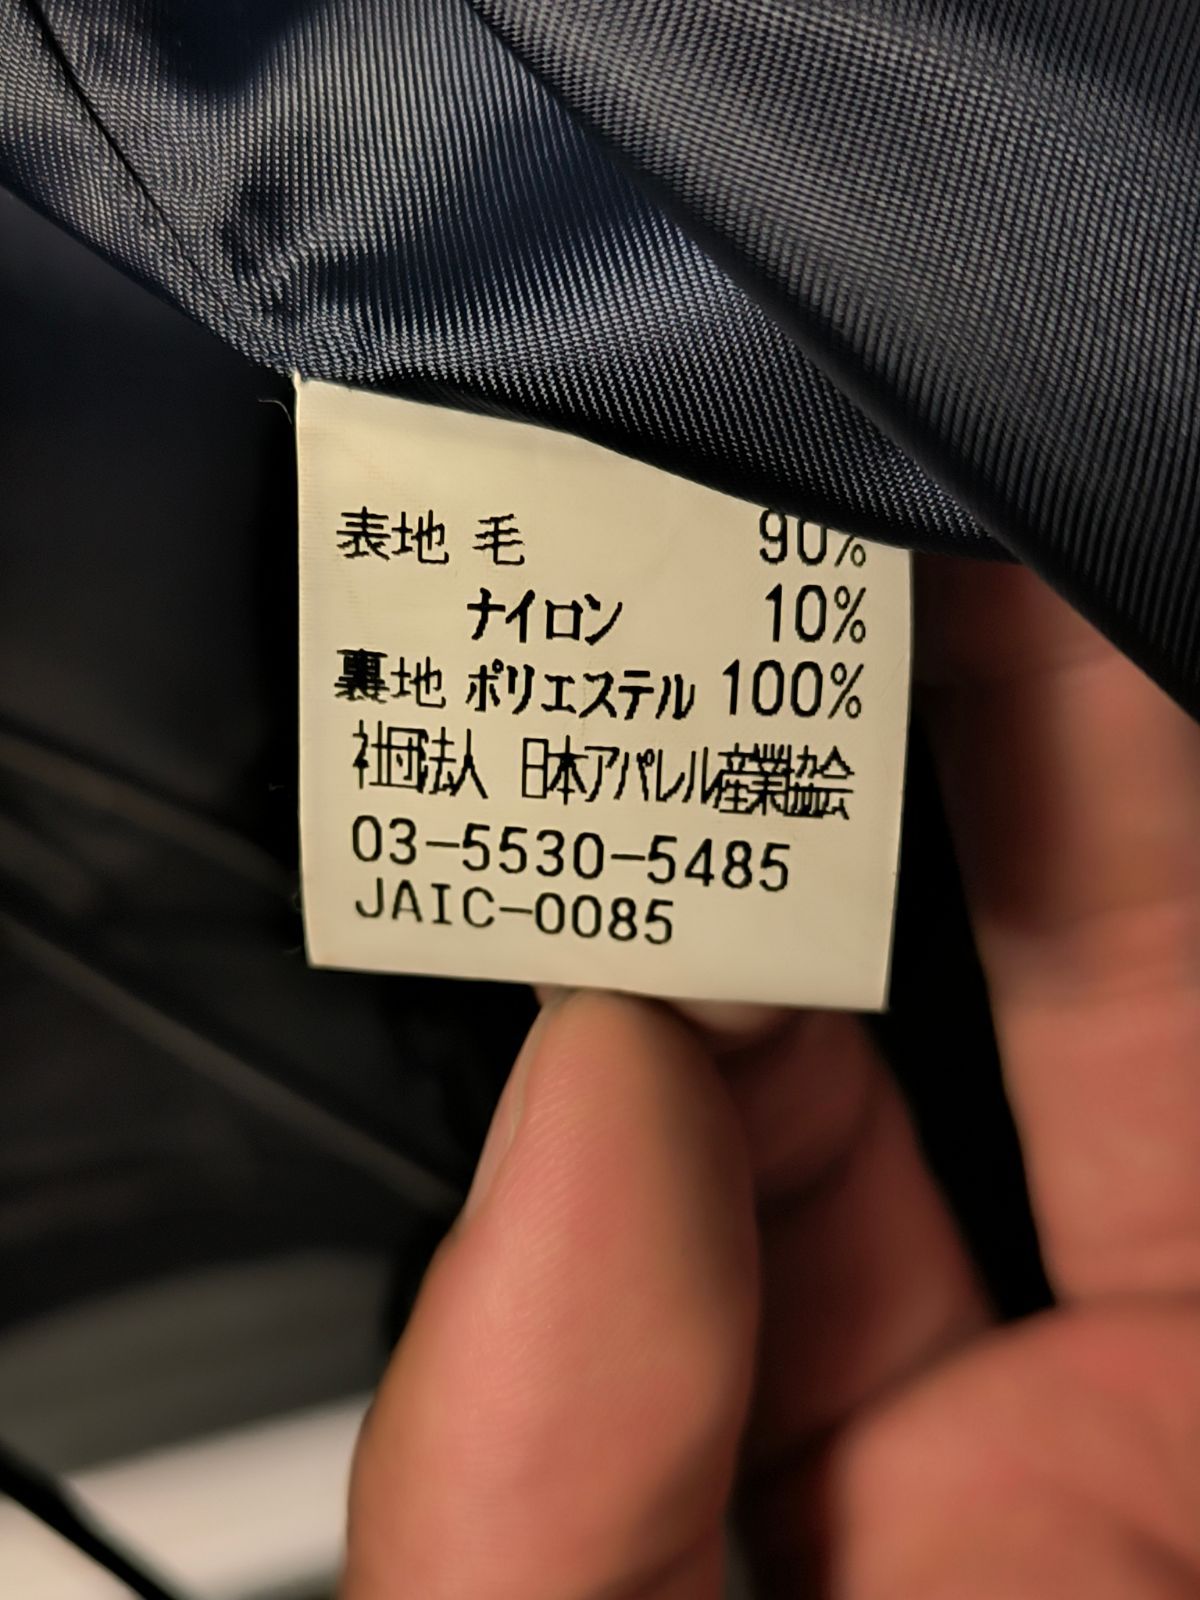 表地 毛 90%
ナイロン 10%
裏地 ポリエステル 100%
社団法人 日本アパレル産業協会
03-5530-5485
JAIC-0085